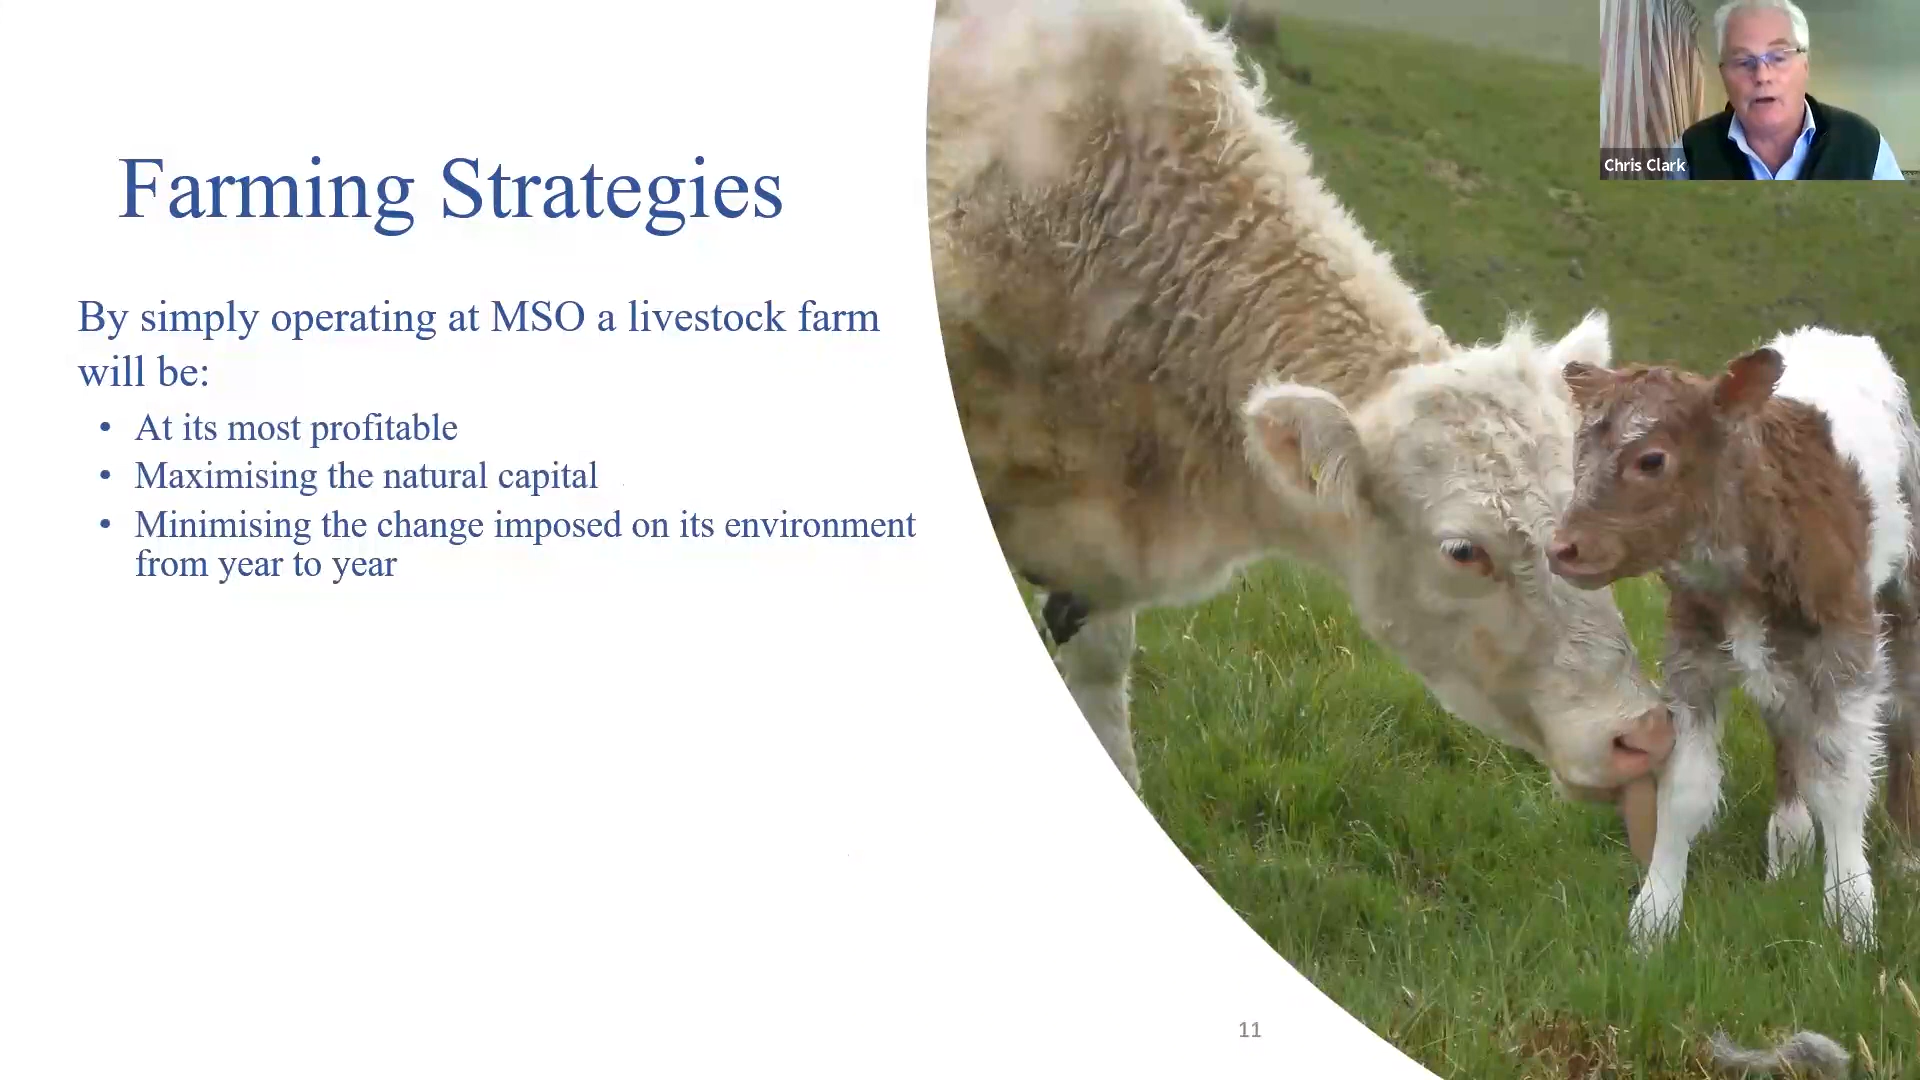 Farming Strategies
By simply operating at MSO a livestock farm
will be:
• At its most profitable
• Maximising the natural capital
• Minimising the change imposed on its environment
from year to year
Chris Clark
11